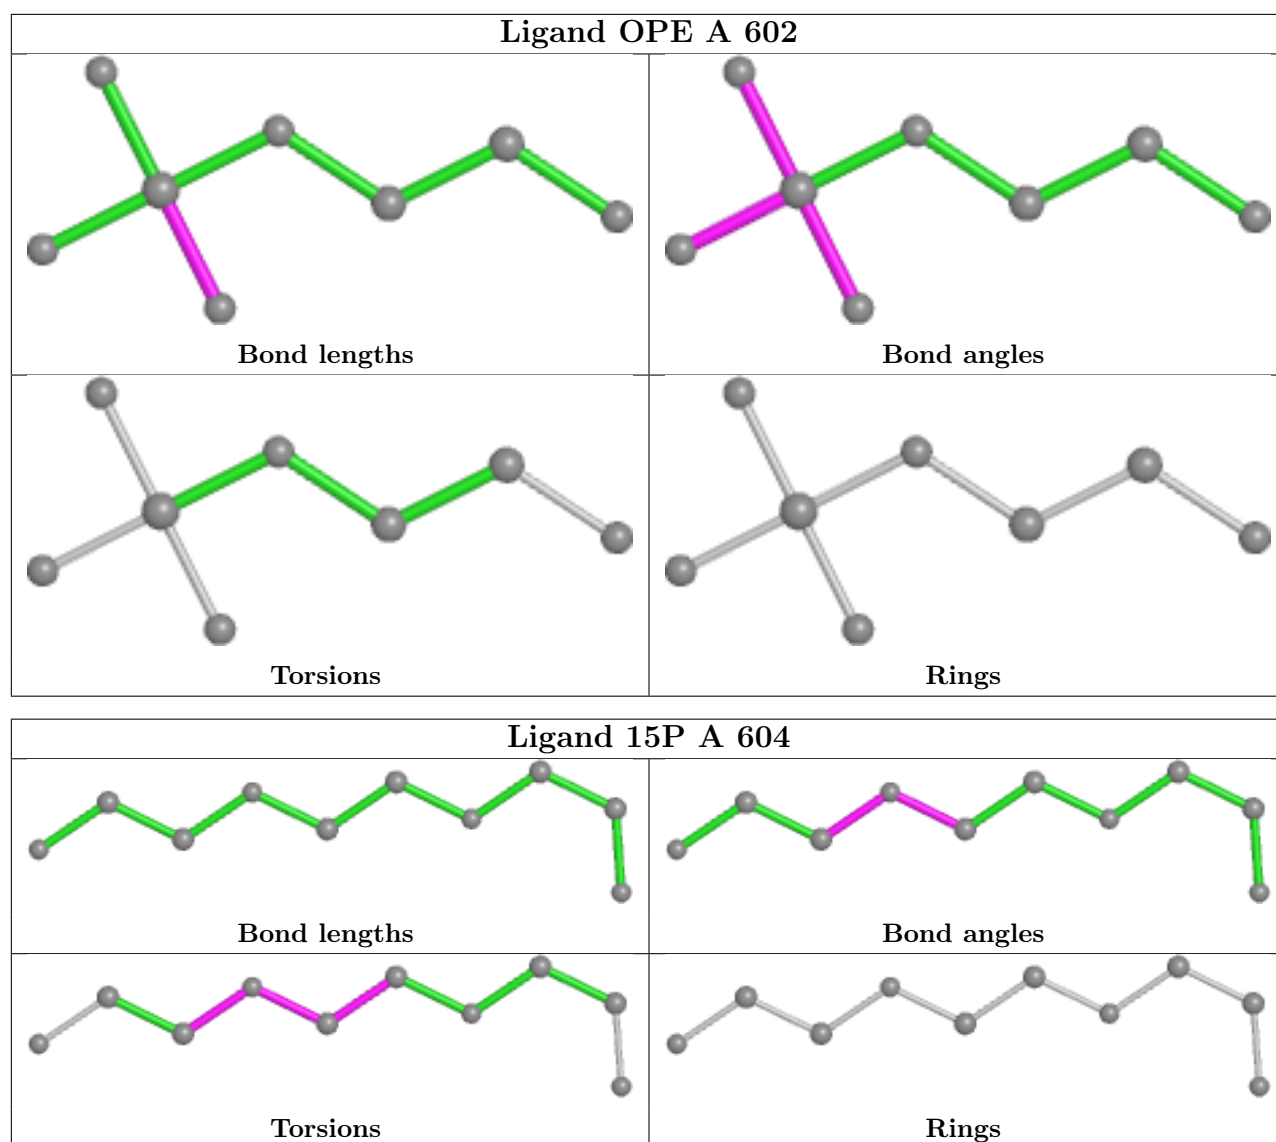 Ligand OPE A 602
Bond lengths
Bond angles
Torsions
Rings
Ligand 15P A 604
Bond lengths
Bond angles
Torsions
Rings